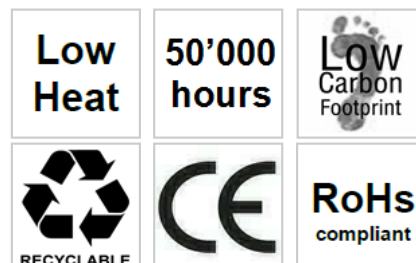 Low
Heat
50’000
hours
Low
Carbon
Footprint
RECYCLABLE
CE
RoHs
compliant